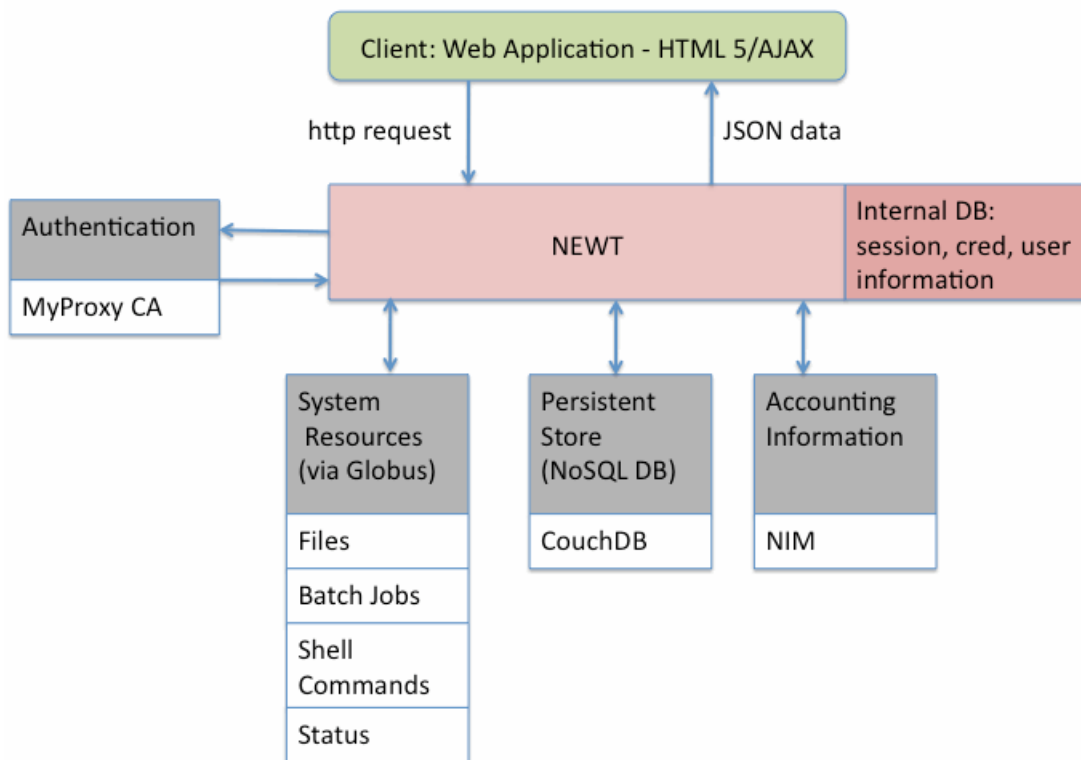 Client: Web Application - HTML 5/AJAX
http request
JSON data
Authentication
MyProxy CA
NEWT
Internal DB:
session, cred, user
information
System
Resources
(via Globus)
Files
Batch Jobs
Shell
Commands
Status
Persistent
Store
(NoSQL DB)
CouchDB
Accounting
Information
NIM